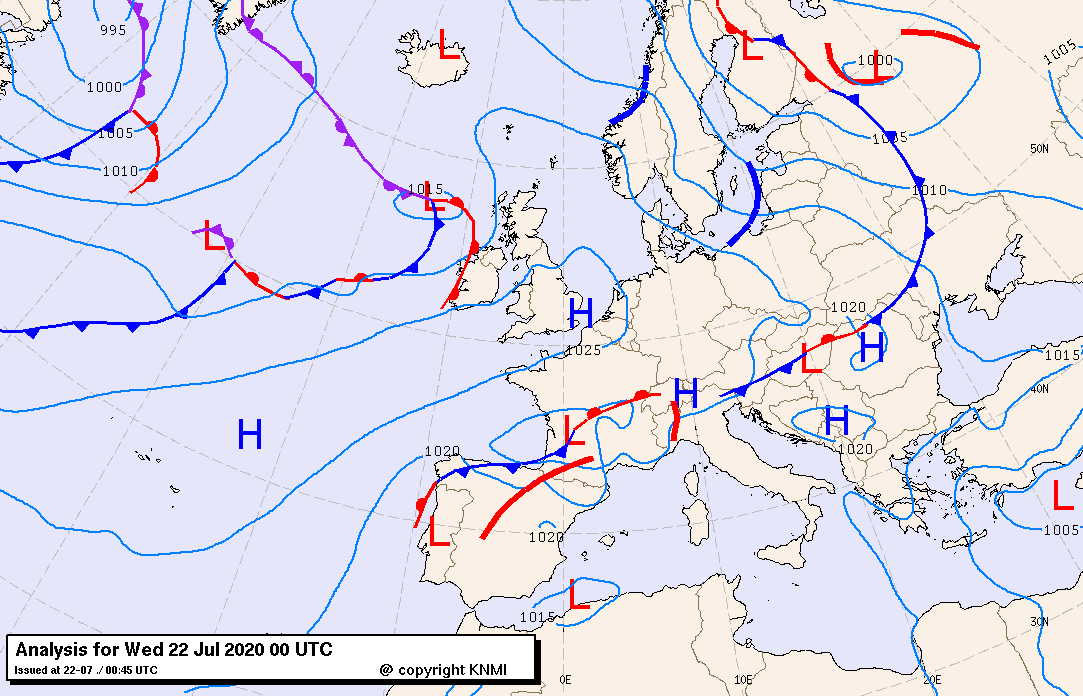 995
L
1000
L
L
1000
1005
1005
1005
50N
1010
1015
L
1010
L
H
1020
1015
1025
L
H
40N
H
H
L
H
1020
1020
L
L
1020
1005
L
1015
30N
Analysis for Wed 22 Jul 2020 00 UTC
Issued at 22-07 ./ 00:45 UTC
@ copyright KNMI
0E
10E
20E